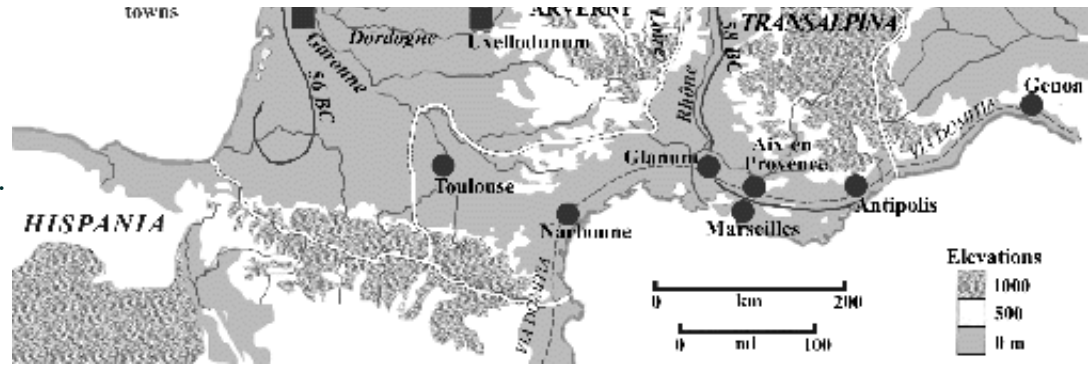 towns
ARVERNI
TRANSALPINA
Dordogne
Uxellodunum
Loire
58 BC
Garonne
56 BC
Rhône
Genoa
VIA DOMITIA
Aix en
Provence
Glanum
Toulouse
HISPANIA
Narbonne
Marseilles
Antipolis
VIA DOMITIA
Elevations
1000
500
0 m
0 km 200
0 mi 100